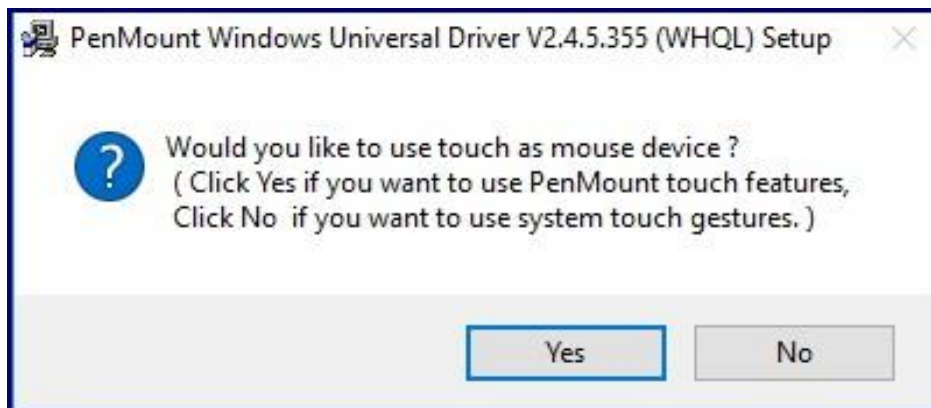 PenMount Windows Universal Driver V2.4.5.355 (WHQL) Setup
Would you like to use touch as mouse device ?
( Click Yes if you want to use PenMount touch features,
Click No  if you want to use system touch gestures. )
Yes
No